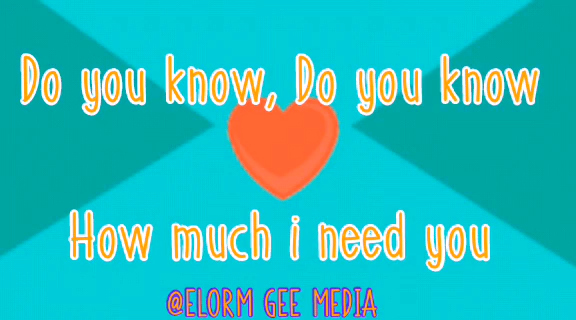 Do you know, Do you know
How much i need you
@ELORM GEE MEDIA